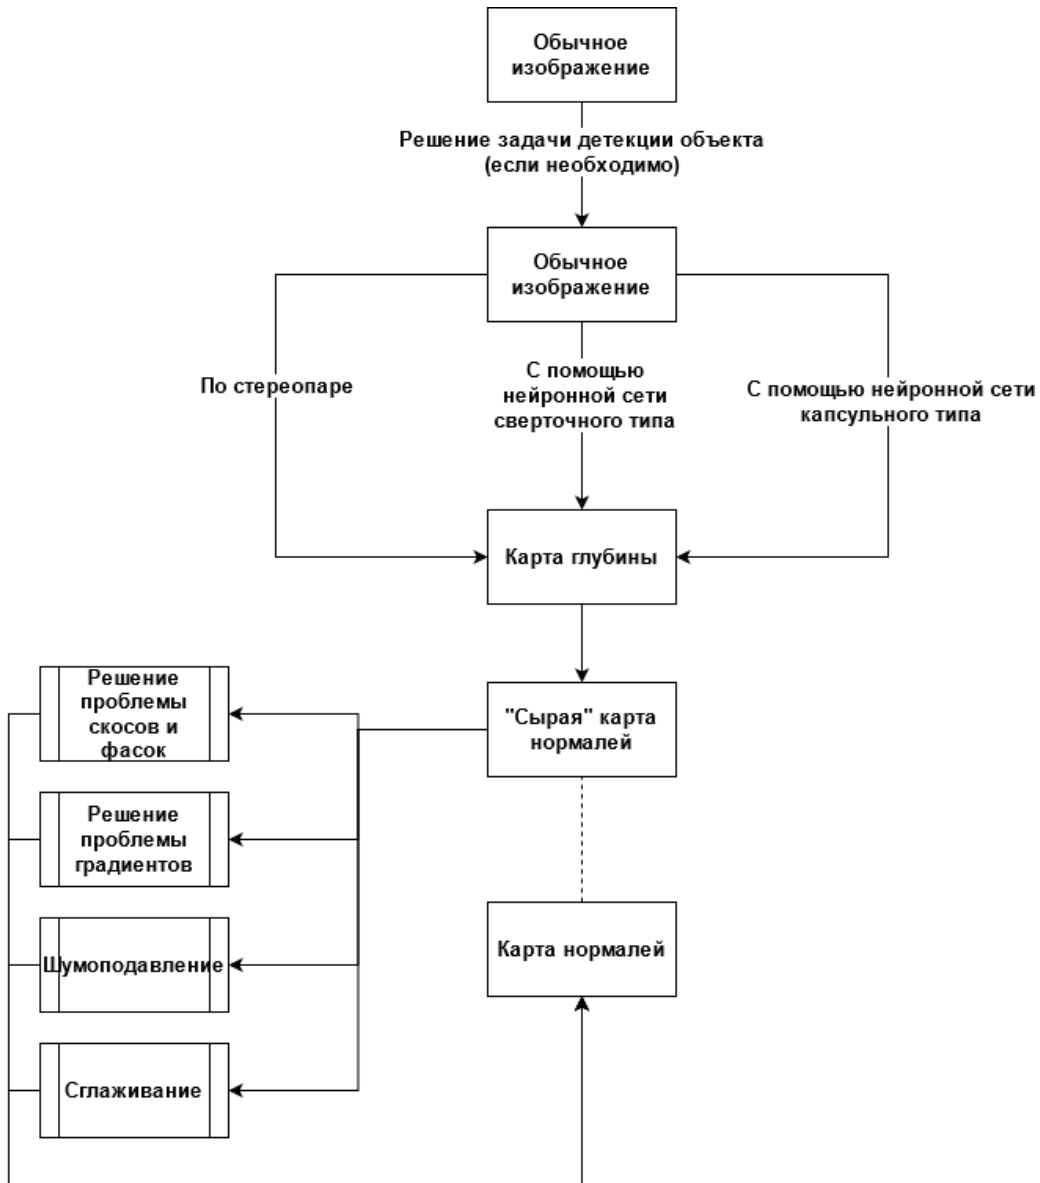 Обычное
изображение
Решение задачи детекции объекта
(если необходимо)
Обычное
изображение
По стереопаре
С помощью
нейронной сети
сверточного типа
С помощью нейронной сети
капсульного типа
Карта глубины
Решение
проблемы
скосов и
фасок
"Сырая" карта
нормалей
Решение
проблемы
градиентов
Шумоподавление
Карта нормалей
Сглаживание